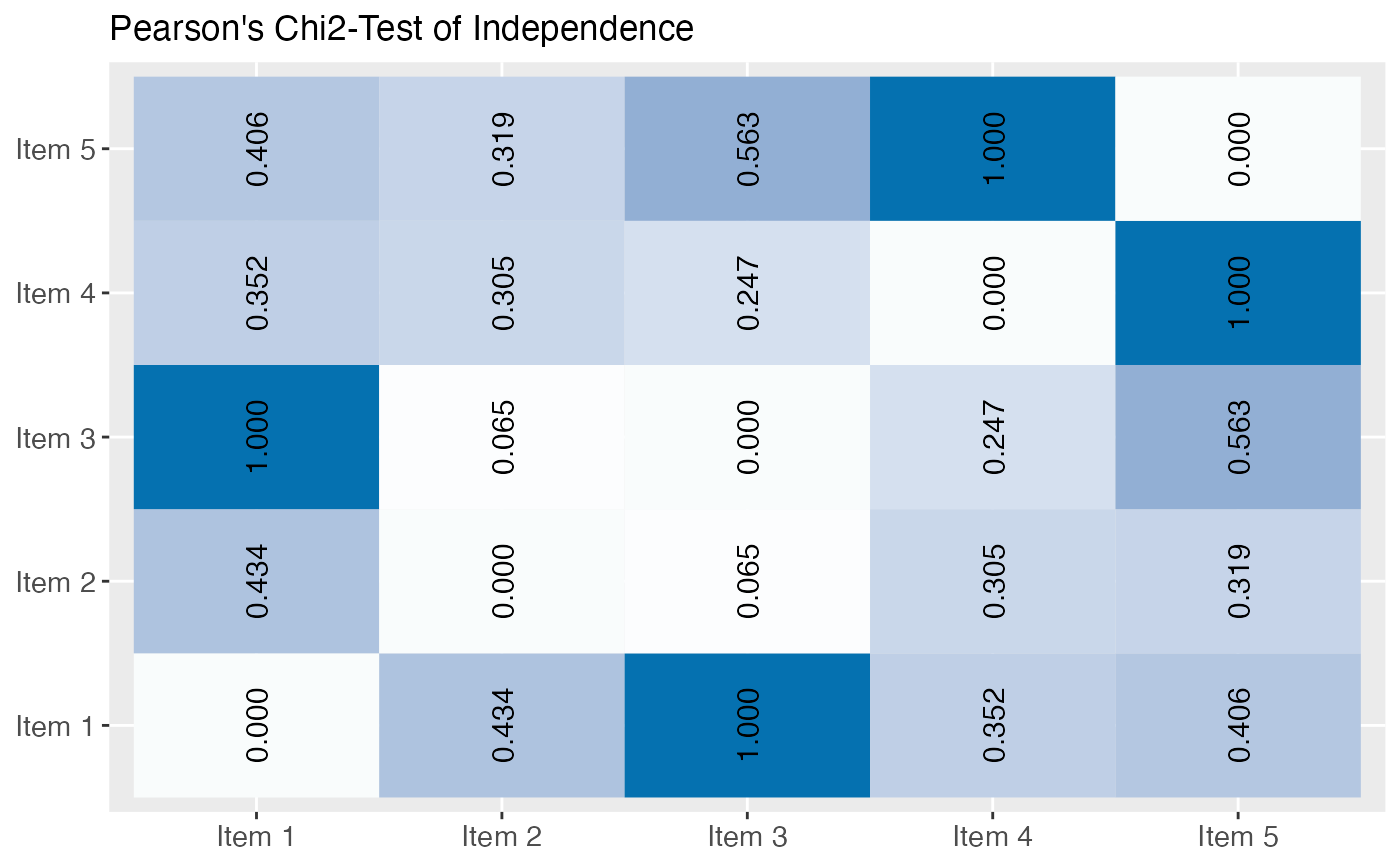 Pearson's Chi2-Test of Independence
Item 5 0.406 0.319 0.563 1.000 0.000
Item 4 0.352 0.305 0.247 0.000 1.000
Item 3 1.000 0.065 0.000 0.247 0.563
Item 2 0.434 0.000 0.065 0.305 0.319
Item 1 0.000 0.434 1.000 0.352 0.406
Item 1 Item 2 Item 3 Item 4 Item 5